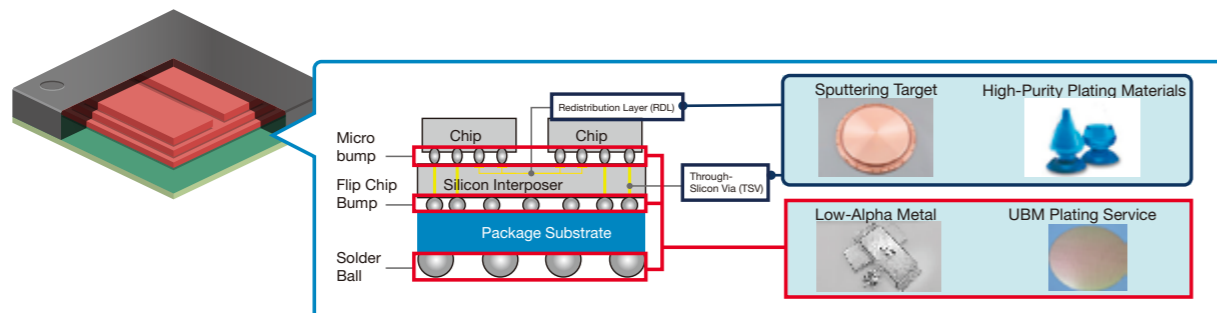 Sputtering Target
High-Purity Plating Materials
Redistribution Layer (RDL)
Micro
bump
Chip
Chip
Through-
Slicon Via (TSV)
Flip Chip
Bump
Silicon Interposer
Low-Alpha Metal
UBM Plating Service
Package Substrate
Solder
Ball